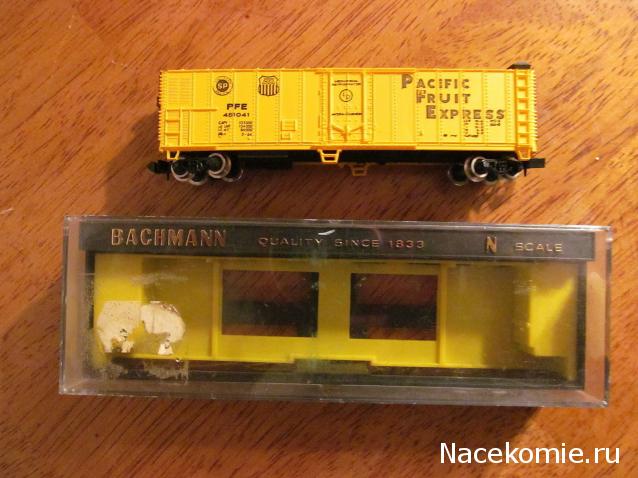 SP
PFE
451041
PACIFIC
FRUIT
EXPRESS
BACHMANN QUALITY SINCE 1833 N SCALE
Nacekomie.ru